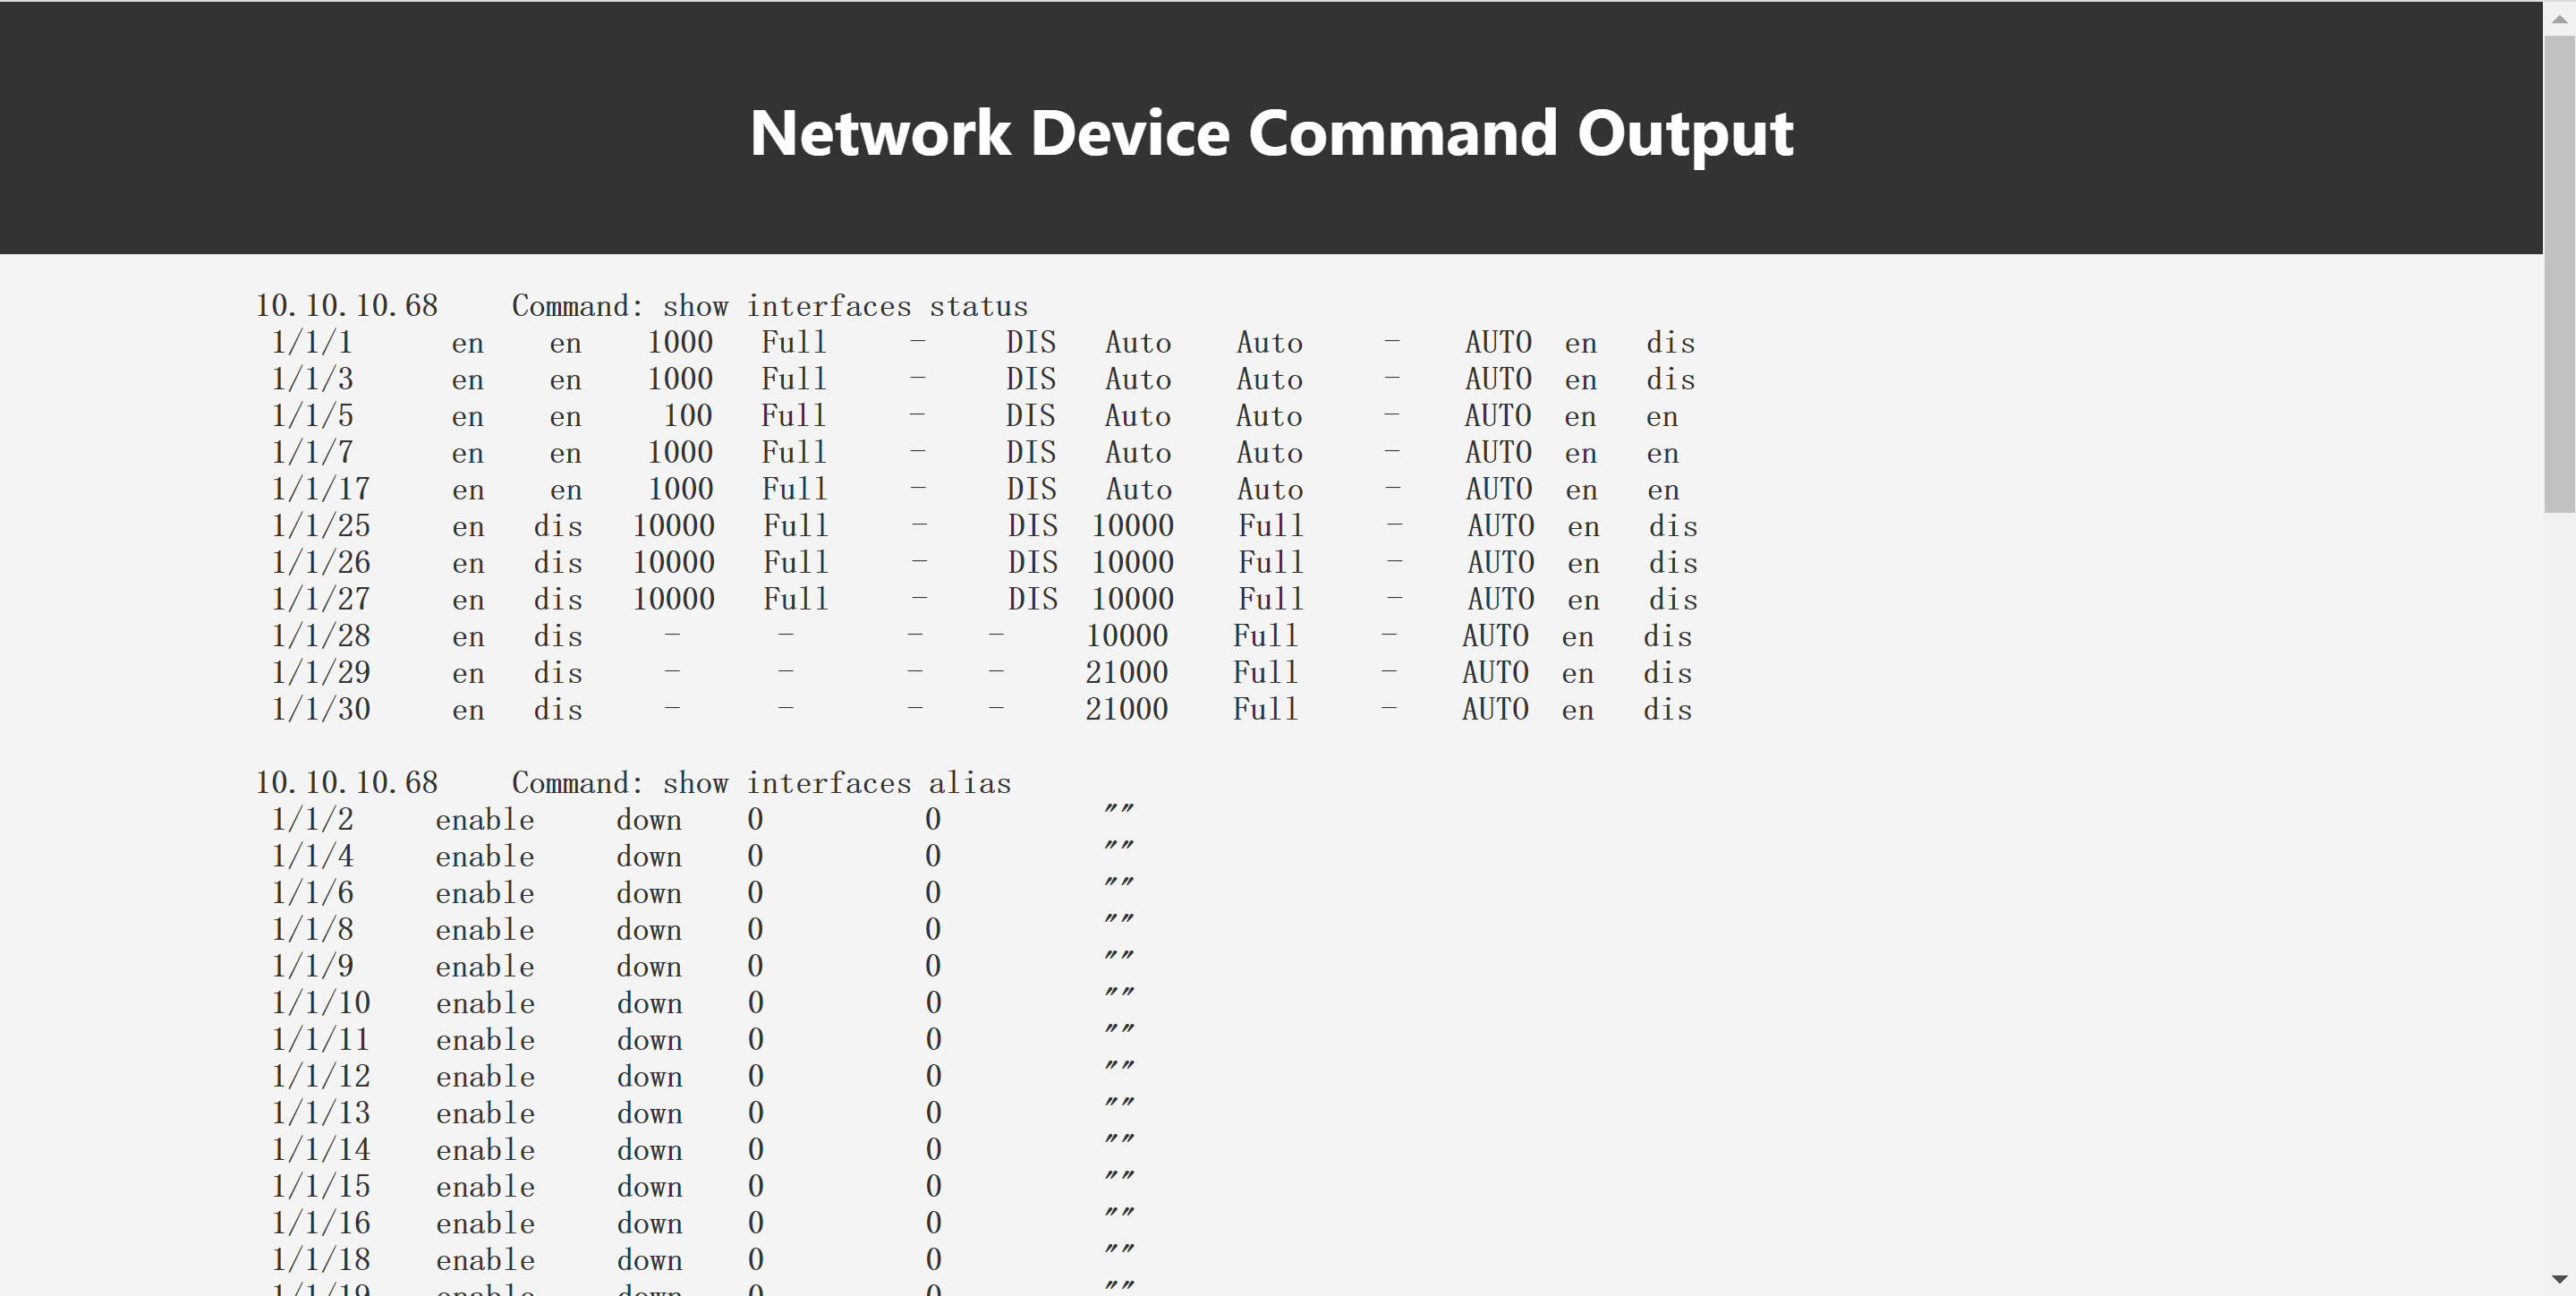 Network Device Command Output
10.10.10.68 Command: show interfaces status
1/1/1 en en 1000 Full - DIS Auto Auto - AUTO en dis
1/1/3 en en 1000 Full - DIS Auto Auto - AUTO en dis
1/1/5 en en 100 Full - DIS Auto Auto - AUTO en en
1/1/7 en en 1000 Full - DIS Auto Auto - AUTO en en
1/1/17 en en 1000 Full - DIS Auto Auto - AUTO en en
1/1/25 en dis 10000 Full - DIS 10000 Full - AUTO en dis
1/1/26 en dis 10000 Full - DIS 10000 Full - AUTO en dis
1/1/27 en dis 10000 Full - DIS 10000 Full - AUTO en dis
1/1/28 en dis - - - - 10000 Full - AUTO en dis
1/1/29 en dis - - - - 21000 Full - AUTO en dis
1/1/30 en dis - - - - 21000 Full - AUTO en dis
10.10.10.68 Command: show interfaces alias
1/1/2 enable down 0 0 ""
1/1/4 enable down 0 0 ""
1/1/6 enable down 0 0 ""
1/1/8 enable down 0 0 ""
1/1/9 enable down 0 0 ""
1/1/10 enable down 0 0 ""
1/1/11 enable down 0 0 ""
1/1/12 enable down 0 0 ""
1/1/13 enable down 0 0 ""
1/1/14 enable down 0 0 ""
1/1/15 enable down 0 0 ""
1/1/16 enable down 0 0 ""
1/1/18 enable down 0 0 ""
1/1/19 enable down 0 0 ""